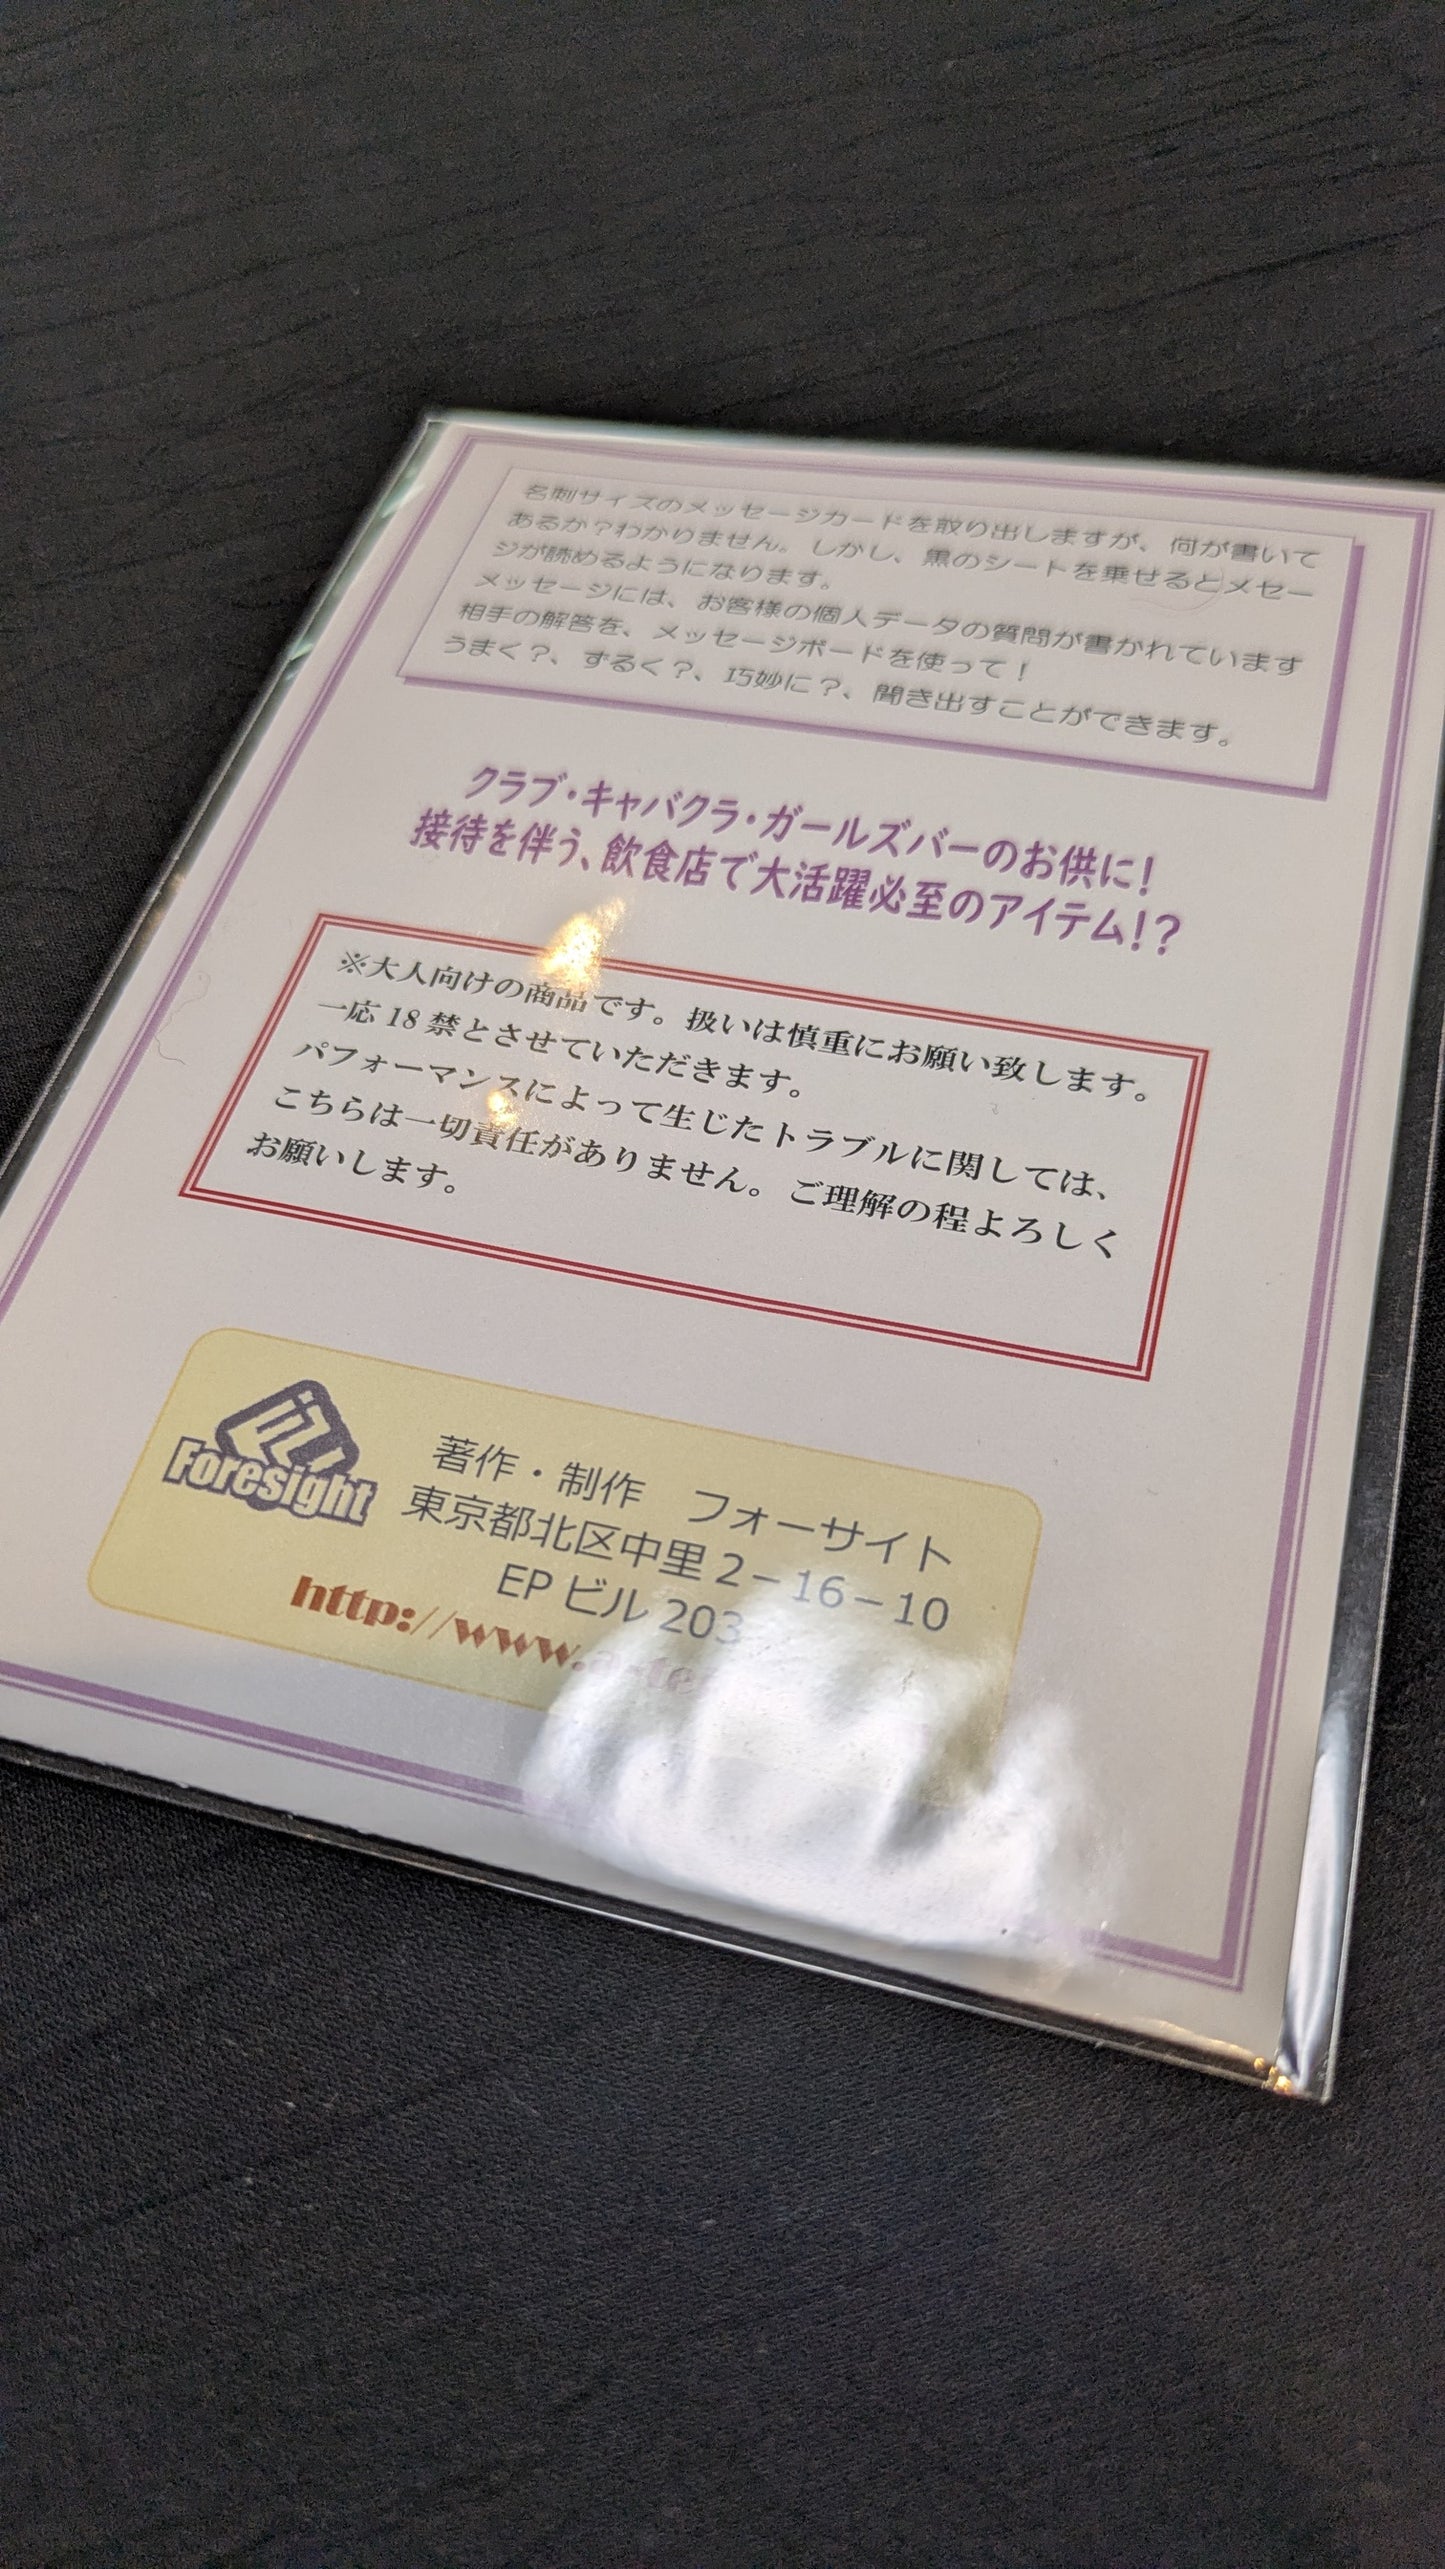 名刺サイズのメッセージカードを取り出しますが、何が書いて
あるか？わかりません。しかし、黒のシートを乗せるとメセー
ジが読めるようになります。
メッセージには、お客様の個人データの質問が書かれています
相手の解答を、メッセージボードを使って！
うまく？、ずるく？、巧妙に？、聞き出すことができます。
クラブ・キャバクラ・ガールズバーのお供に！
接待を伴う、飲食店で大活躍必至のアイテム！？
※大人向けの商品です。扱いは慎重にお願い致します。
一応18禁とさせていただきます。
パフォーマンスによって生じたトラブルに関しては、
こちらは一切責任がありません。ご理解の程よろしく
お願いします。
Foresight
著作・制作　フォーサイト
東京都北区中里2－16－10
EPビル203
http://www.